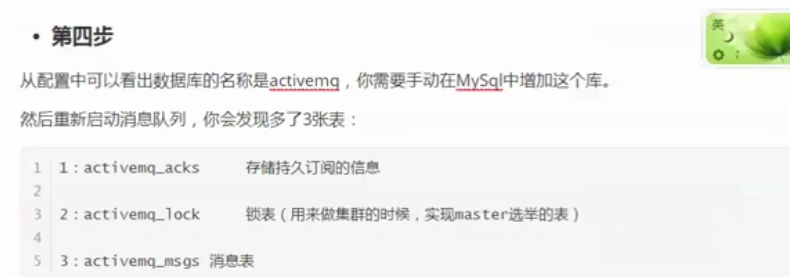 • 第四步
英
从配置中可以看出数据库的名称是activemq，你需要手动在MySql中增加这个库。
然后重新启动消息队列，你会发现多了3张表：
1 1：activemq_acks 存储持久订阅的信息
2
3 2：activemq_lock 锁表（用来做集群的时候，实现master选举的表）
4
5 3：activemq_msgs 消息表